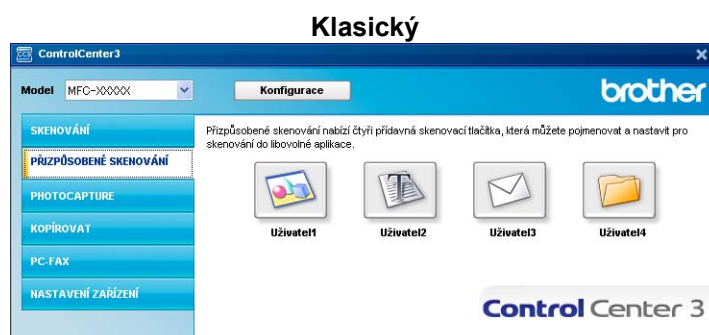 Klasický
ControlCenter3
Model MFC-XXXXX Konfigurace brother
SKENOVÁNÍ
PŘIZPŮSOBENÉ SKENOVÁNÍ
PHOTOCAPTURE
KOPÍROVAT
PC-FAX
NASTAVENÍ ZAŘÍZENÍ
Přizpůsobené skenování nabízí čtyři přídavná skenovací tlačítka, která můžete pojmenovat a nastavit pro
skenování do libovolné aplikace.
Uživatel1 Uživatel2 Uživatel3 Uživatel4
Control Center 3